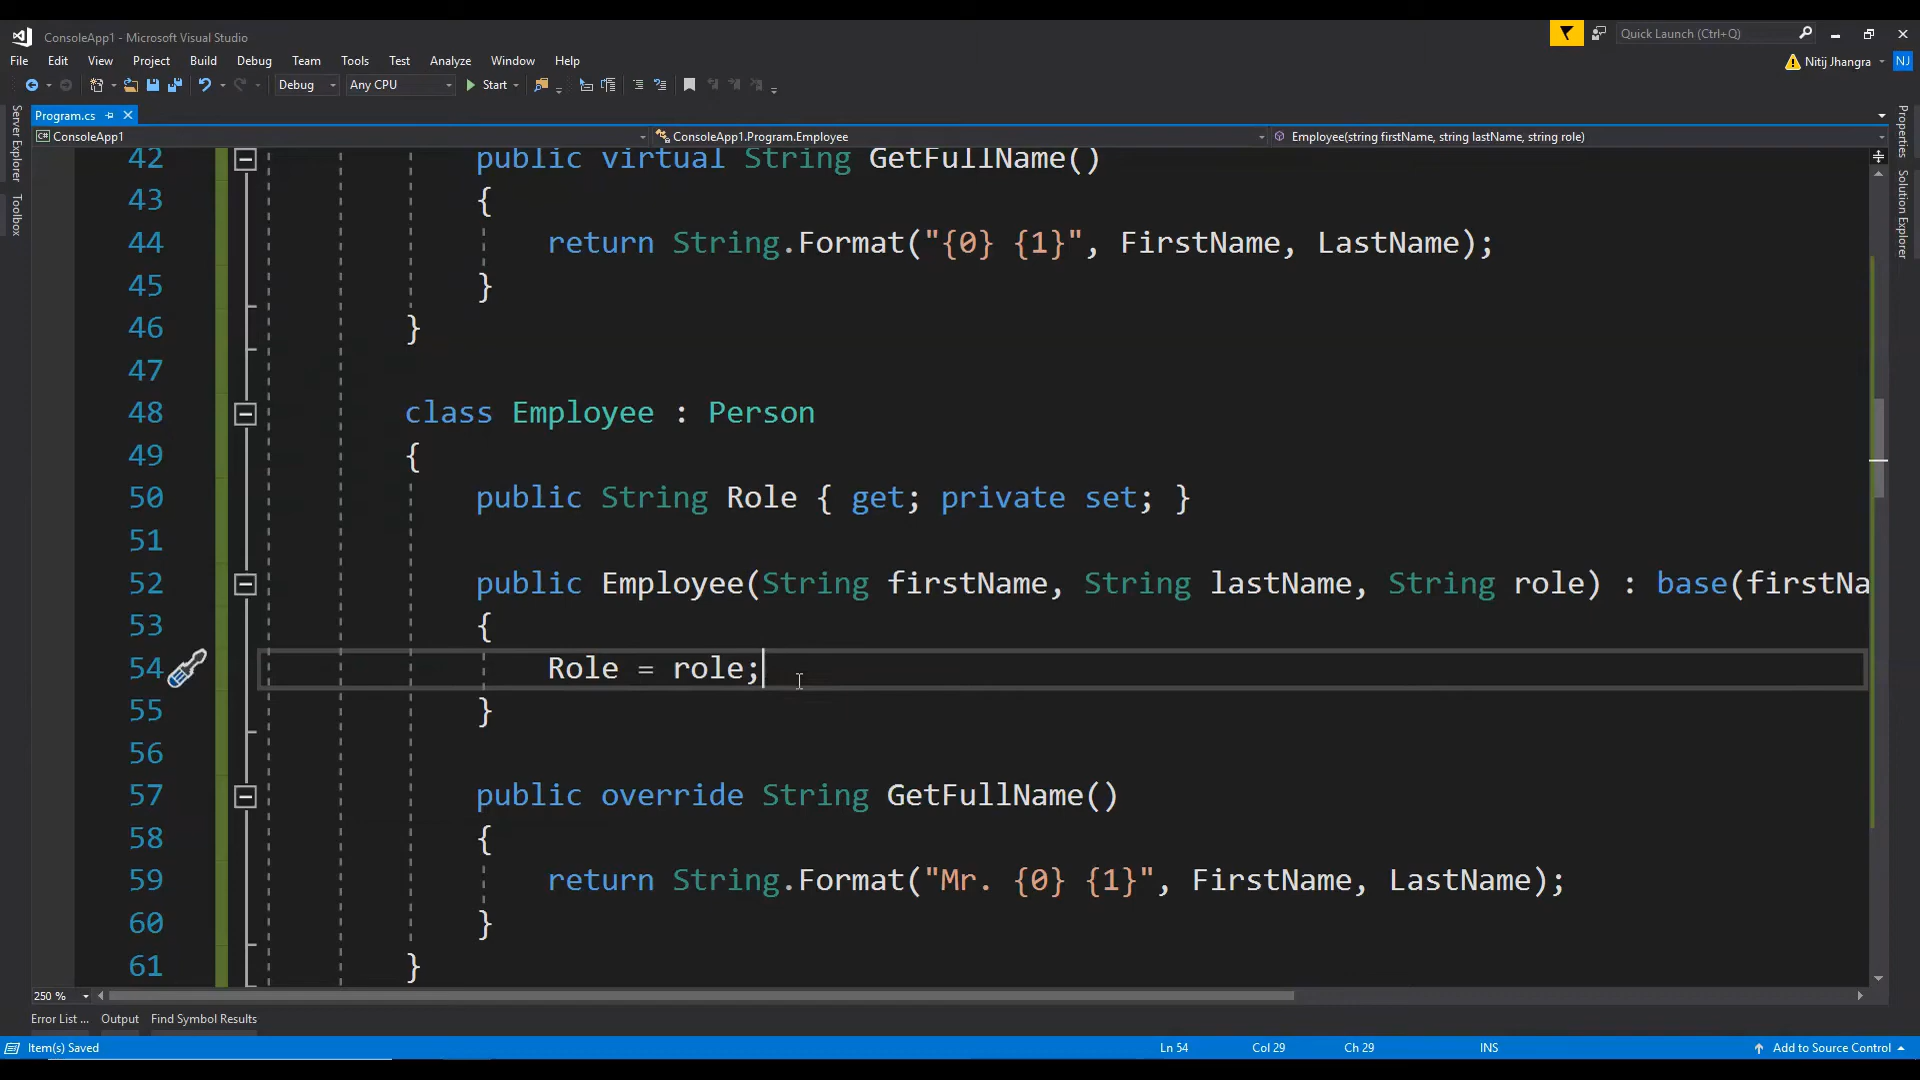 ConsoleApp1 - Microsoft Visual Studio
Quick Launch (Ctrl+Q)
File Edit View Project Build Debug Team Tools Test Analyze Window Help
Nitij Jhangra NJ
Debug Any CPU Start
Server Explorer
Toolbox
Properties
Solution Explorer
Program.cs
ConsoleApp1 ConsoleApp1.Program.Employee Employee(string firstName, string lastName, string role)
42 public virtual String GetFullName()
43 {
44 return String.Format("{0} {1}", FirstName, LastName);
45 }
46 }
47
48 class Employee : Person
49 {
50 public String Role { get; private set; }
51
52 public Employee(String firstName, String lastName, String role) : base(firstNa
53 {
54 Role = role;
55 }
56
57 public override String GetFullName()
58 {
59 return String.Format("Mr. {0} {1}", FirstName, LastName);
60 }
61 }
250 %
Error List ... Output Find Symbol Results
Item(s) Saved Ln 54 Col 29 Ch 29 INS Add to Source Control